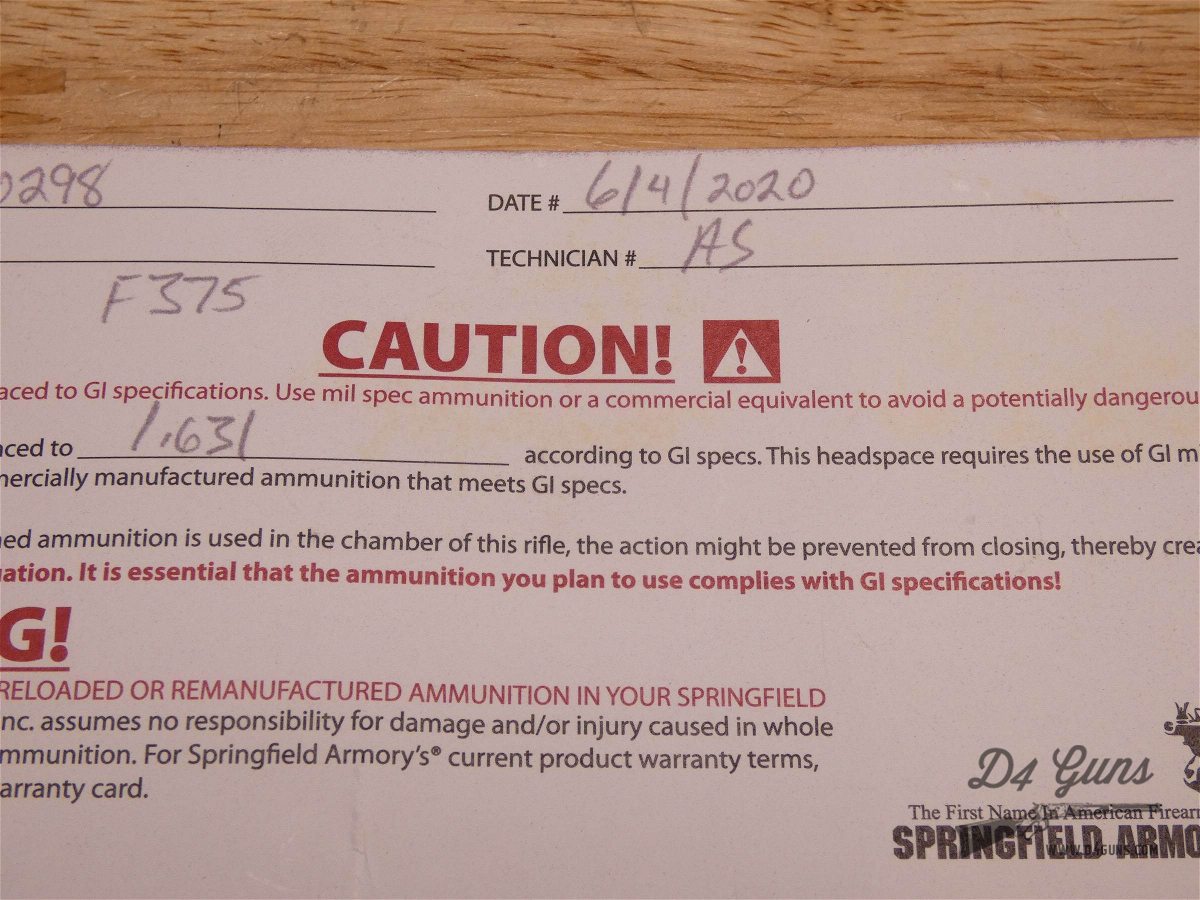 0298 DATE # 6/4/2020
TECHNICIAN # AS
F375
CAUTION!
aced to GI specifications. Use mil spec ammunition or a commercial equivalent to avoid a potentially dangerou
aced to 1.631 according to GI specs. This headspace requires the use of GI m
mercially manufactured ammunition that meets GI specs.
ned ammunition is used in the chamber of this rifle, the action might be prevented from closing, thereby crea
uation. It is essential that the ammunition you plan to use complies with GI specifications!
G!
RELOADED OR REMANUFACTURED AMMUNITION IN YOUR SPRINGFIELD
nc. assumes no responsibility for damage and/or injury caused in whole
mmunition. For Springfield Armory's® current product warranty terms,
arranty card.
D4 Guns
The First Name In American Firear
SPRINGFIELD ARMO
WWW.D4GUNS.COM